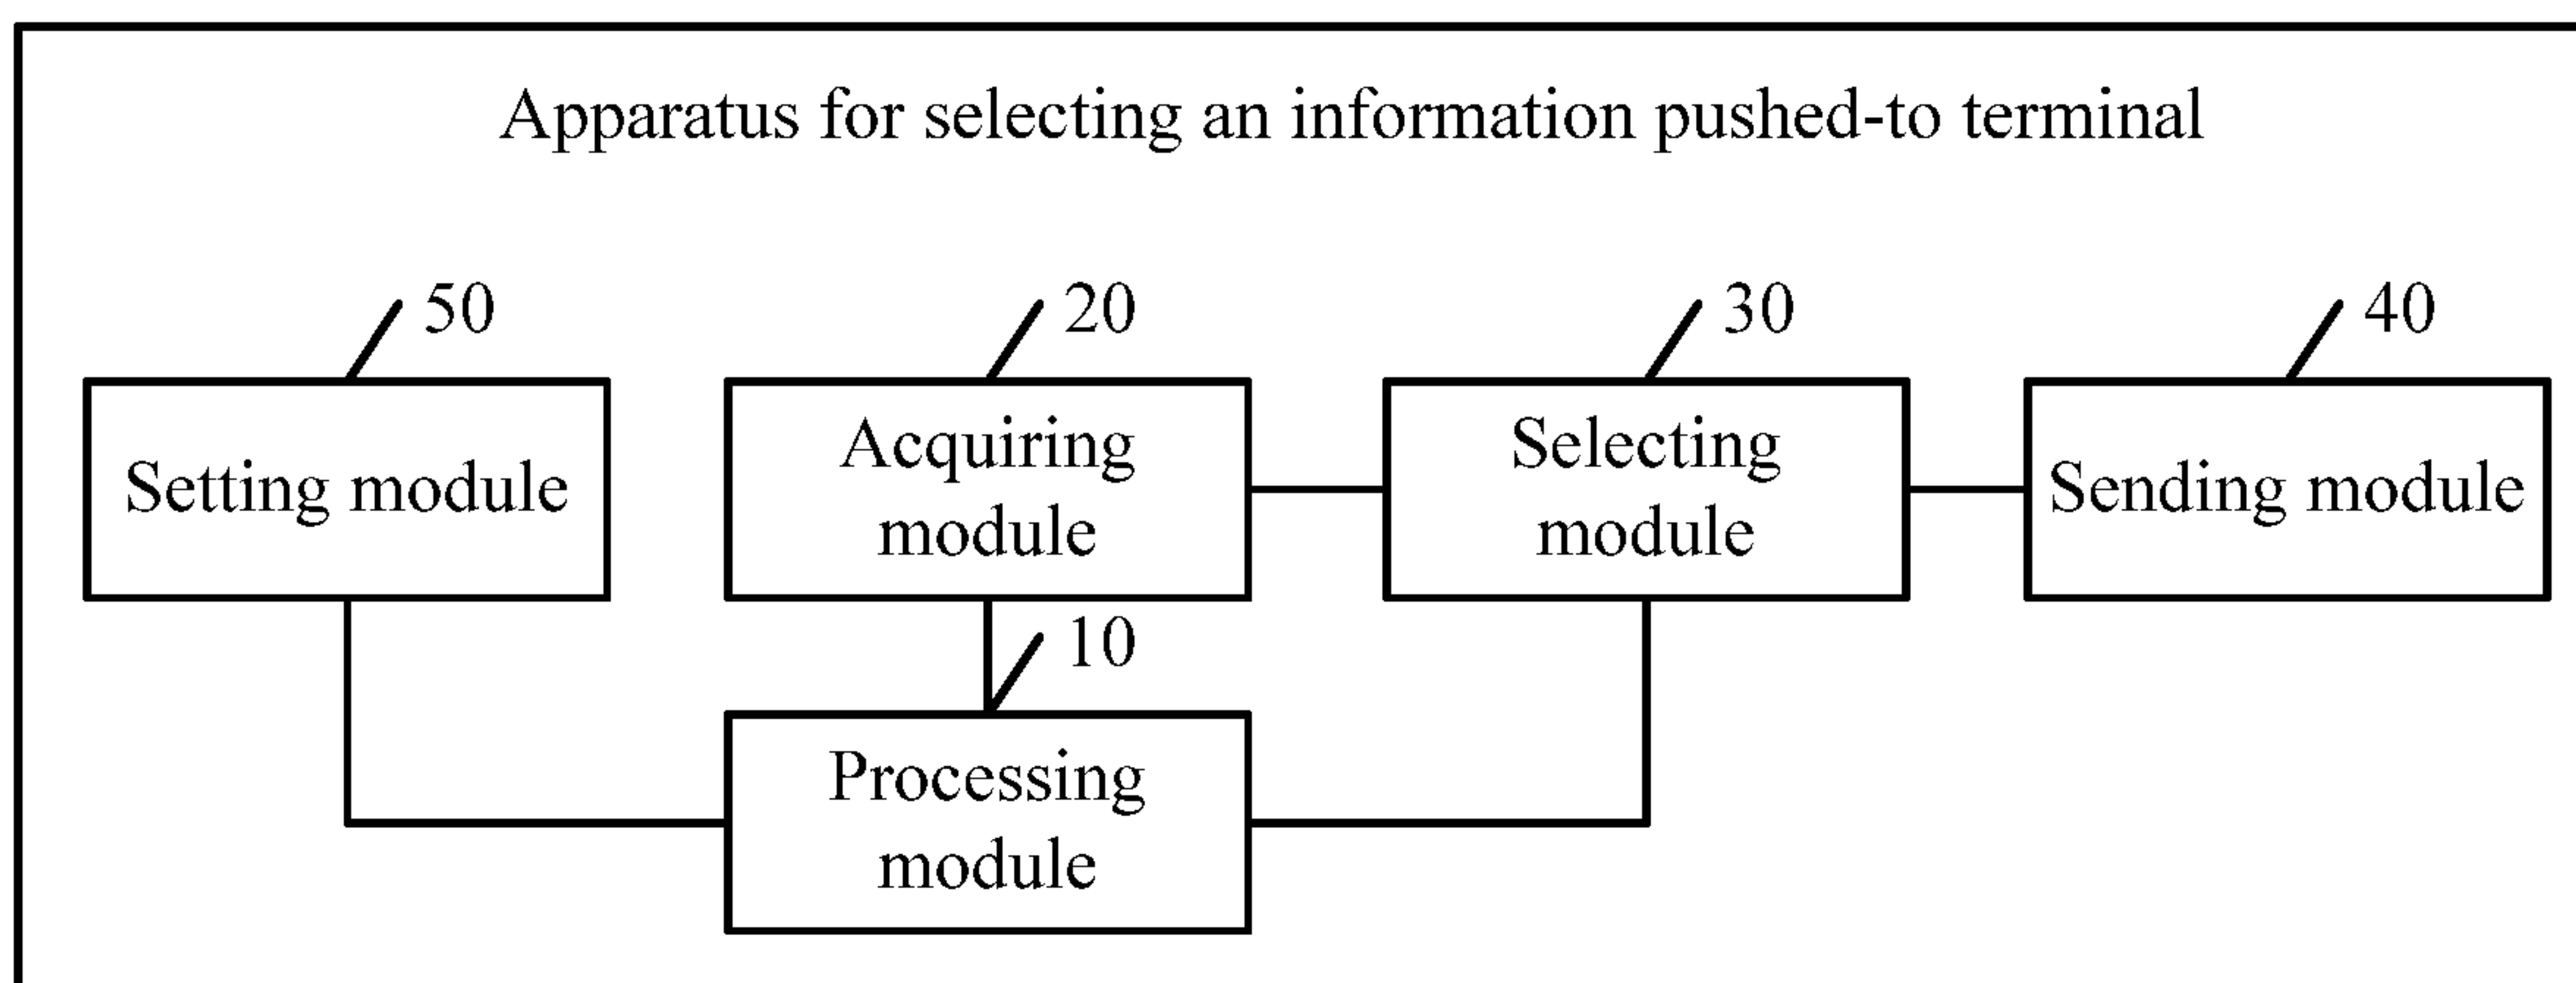 Apparatus for selecting an information pushed-to terminal
50
20
30
40
Setting module
Acquiring
module
Selecting
module
Sending module
10
Processing
module